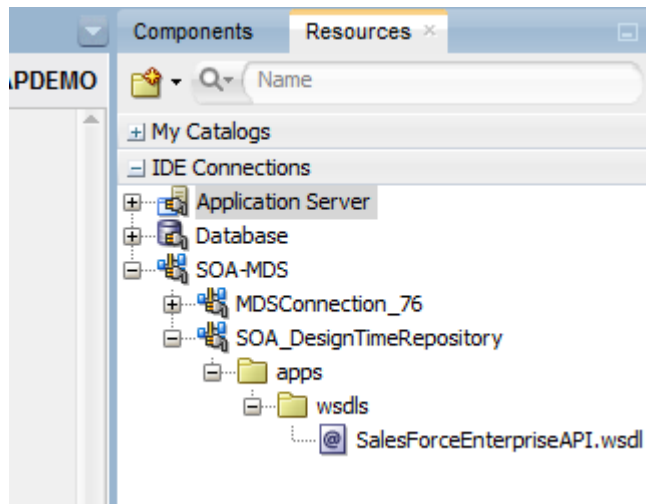 Components Resources
APDEMO Name
My Catalogs
IDE Connections
Application Server
Database
SOA-MDS
MDSConnection_76
SOA_DesignTimeRepository
apps
wsdls
@ SalesForceEnterpriseAPI.wsdl